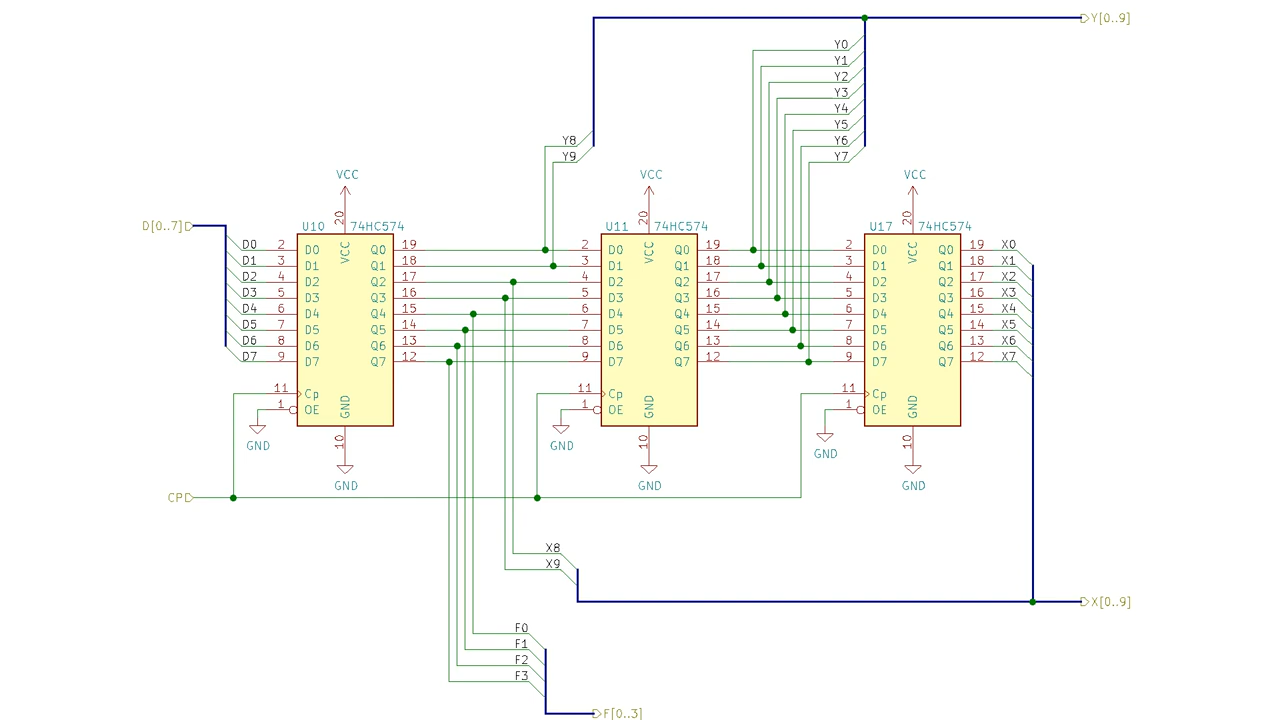 Y[0..9]
Y0
Y1
Y2
Y3
Y4
Y5
Y6
Y7
Y8
Y9
VCC VCC VCC
20 20 20
D[0..7]
U10 74HC574 U11 74HC574 U17 74HC574
D0 2 D0 VCC Q0 19 2 D0 VCC Q0 19 2 D0 VCC Q0 19 X0
D1 3 D1 Q1 18 3 D1 Q1 18 3 D1 Q1 18 X1
D2 4 D2 Q2 17 4 D2 Q2 17 4 D2 Q2 17 X2
D3 5 D3 Q3 16 5 D3 Q3 16 5 D3 Q3 16 X3
D4 6 D4 Q4 15 6 D4 Q4 15 6 D4 Q4 15 X4
D5 7 D5 Q5 14 7 D5 Q5 14 7 D5 Q5 14 X5
D6 8 D6 Q6 13 8 D6 Q6 13 8 D6 Q6 13 X6
D7 9 D7 Q7 12 9 D7 Q7 12 9 D7 Q7 12 X7
11 Cp 11 Cp 11 Cp
1 OE GND 1 OE GND 1 OE GND
10 10 10
GND GND GND
GND GND GND
CP
X8
X9
X[0..9]
F0
F1
F2
F3
F[0..3]